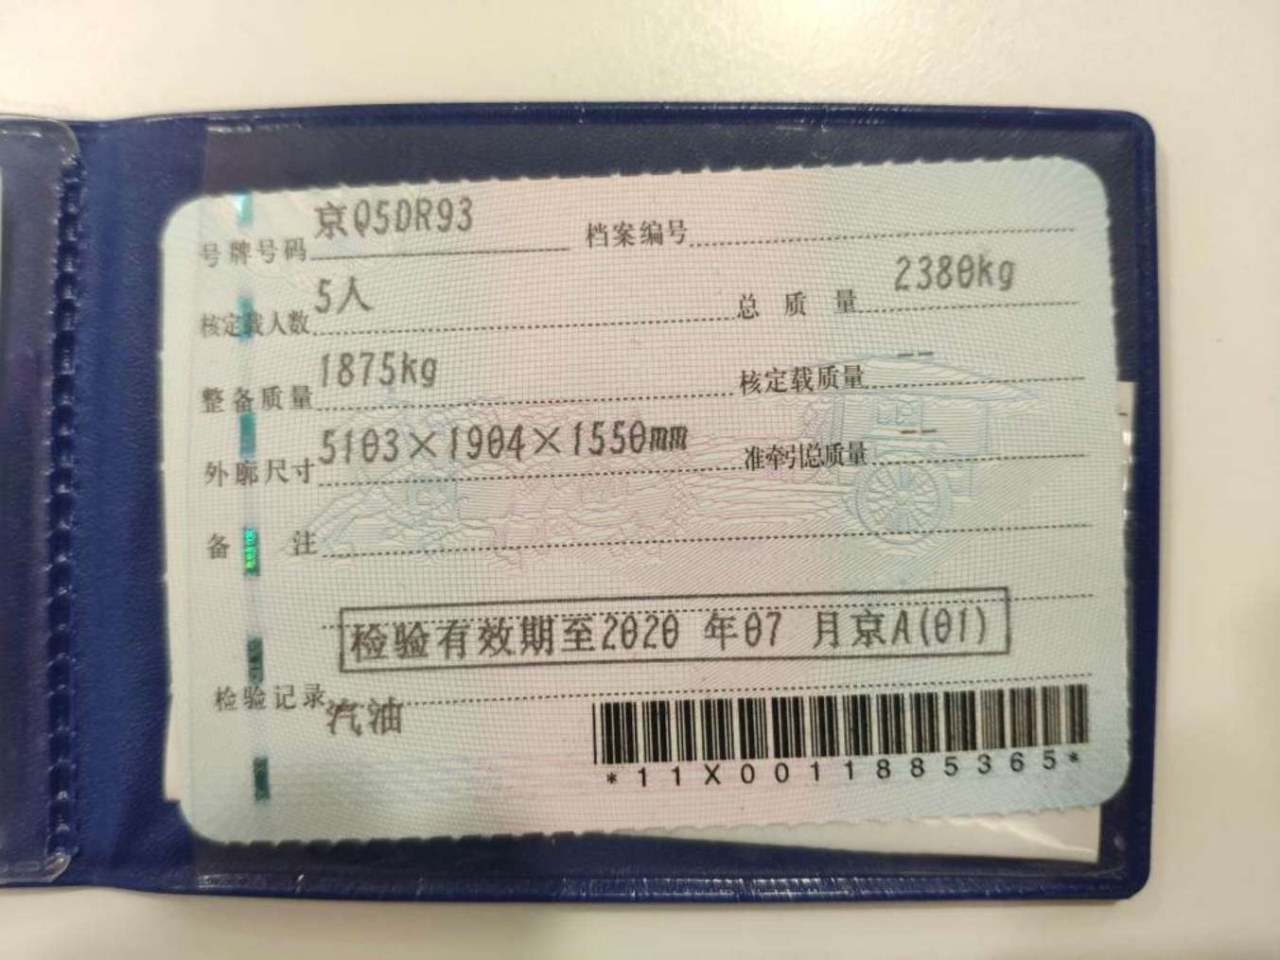 号牌号码 京Q5DR93 档案编号
核定载人数 5人 总质量 2380kg
整备质量 1875kg 核定载质量 --
外廓尺寸 5103×1904×1550mm 准牵引总质量 --
备注
检验有效期至2020 年07 月京A(01)
检验记录
汽油
*11X0011885365*